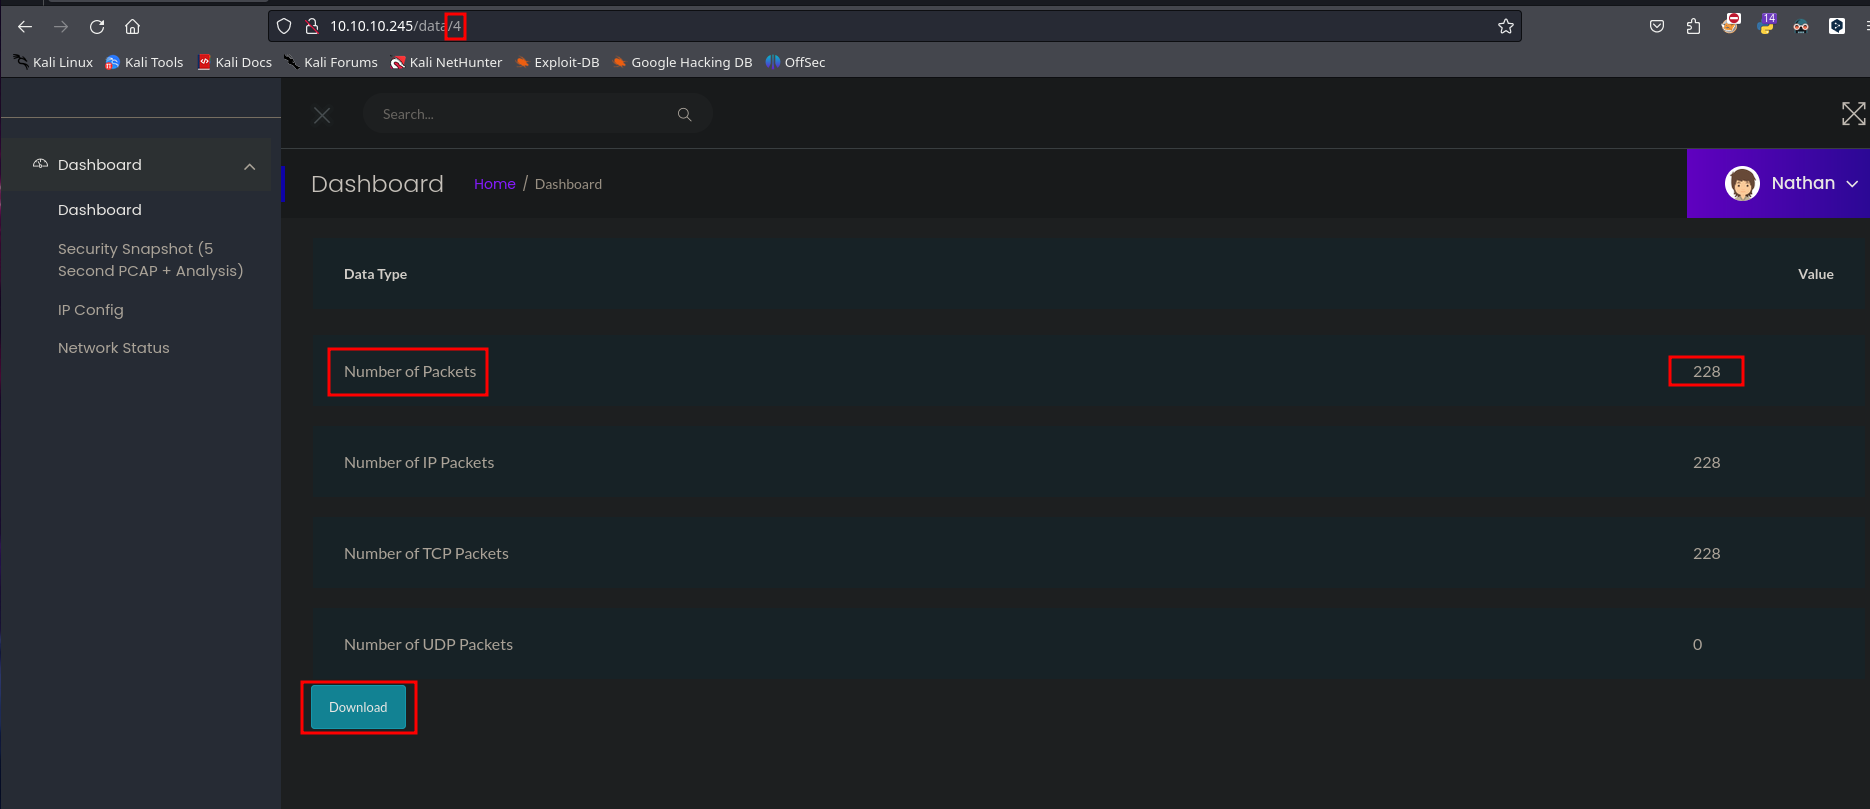 10.10.10.245/data/4
14
Kali Linux Kali Tools Kali Docs Kali Forums Kali NetHunter Exploit-DB Google Hacking DB OffSec
Search...
Dashboard
Dashboard Home / Dashboard
Nathan
Dashboard
Security Snapshot (5
Second PCAP + Analysis)
IP Config
Network Status
Data Type Value
Number of Packets 228
Number of IP Packets 228
Number of TCP Packets 228
Number of UDP Packets 0
Download